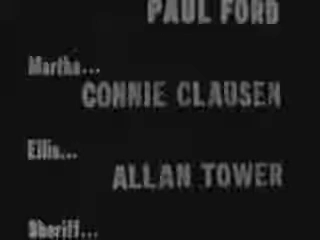 PAUL FORD
Martha...
CONNIE CLAUSEN
Ellis...
ALLAN TOWER
Sheriff...